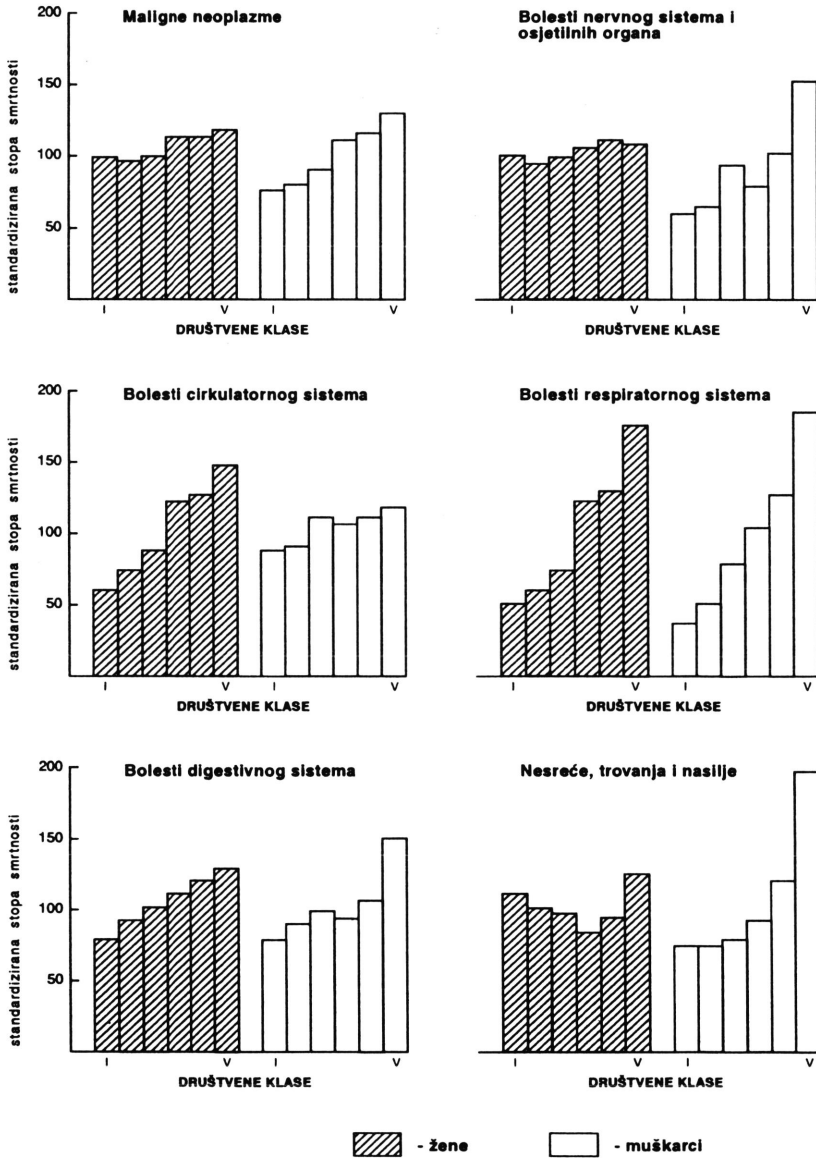 Maligne neoplazme
standardizirana stopa smrtnosti
200
150
100
50
I
V
DRUŠTVENE KLASE
Bolesti nervnog sistema i
osjetilnih organa
I
V
DRUŠTVENE KLASE
Bolesti cirkulatornog sistema
standardizirana stopa smrtnosti
200
150
100
50
I
V
DRUŠTVENE KLASE
Bolesti respiratornog sistema
I
V
DRUŠTVENE KLASE
Bolesti digestivnog sistema
standardizirana stopa smrtnosti
200
150
100
50
I
V
DRUŠTVENE KLASE
Nesreće, trovanja i nasilje
I
V
DRUŠTVENE KLASE
- žene
- muškarci